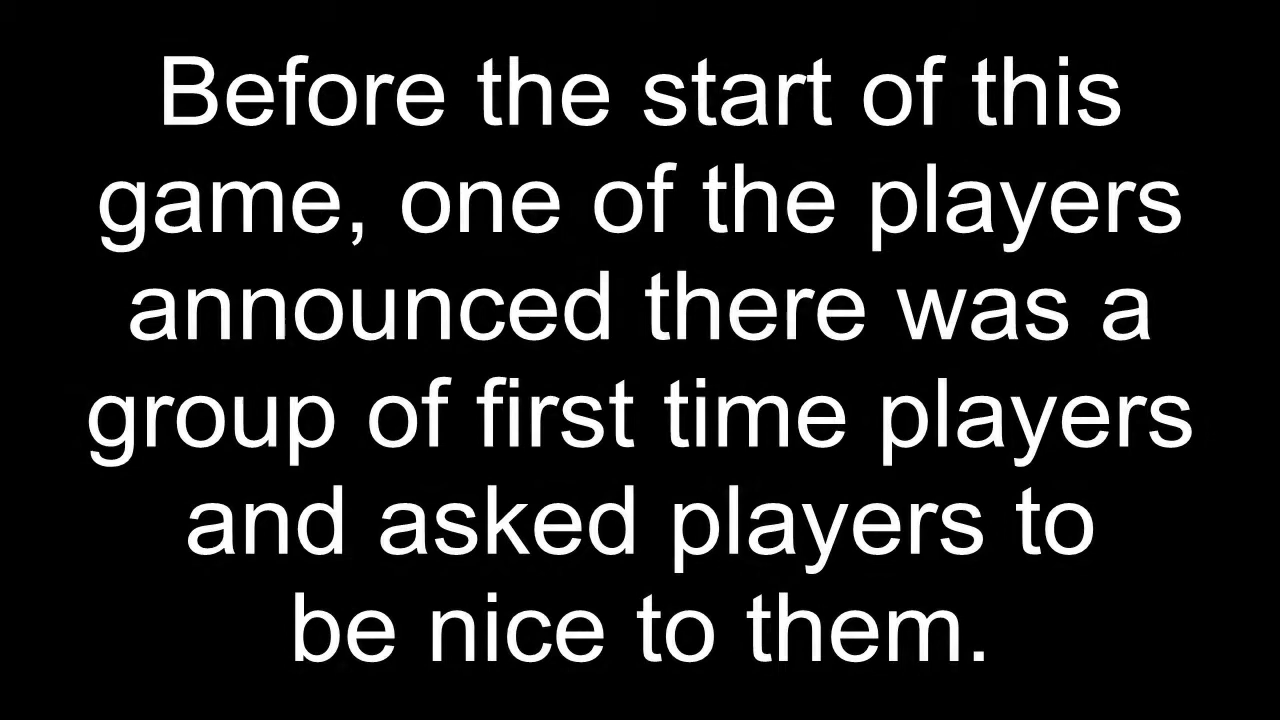 Before the start of this
game, one of the players
announced there was a
group of first time players
and asked players to
be nice to them.